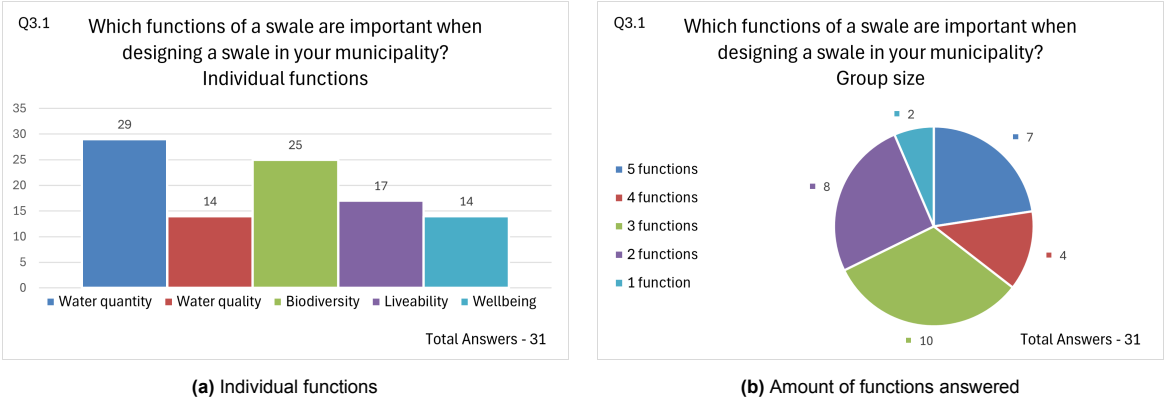 Q3.1
Which functions of a swale are important when
designing a swale in your municipality?
Individual functions
35
30
25
20
15
10
5
0
29
14
25
17
14
Water quantity
Water quality
Biodiversity
Liveability
Wellbeing
Total Answers - 31
(a) Individual functions
Q3.1
Which functions of a swale are important when
designing a swale in your municipality?
Group size
5 functions
4 functions
3 functions
2 functions
1 function
2
7
8
4
10
Total Answers - 31
(b) Amount of functions answered